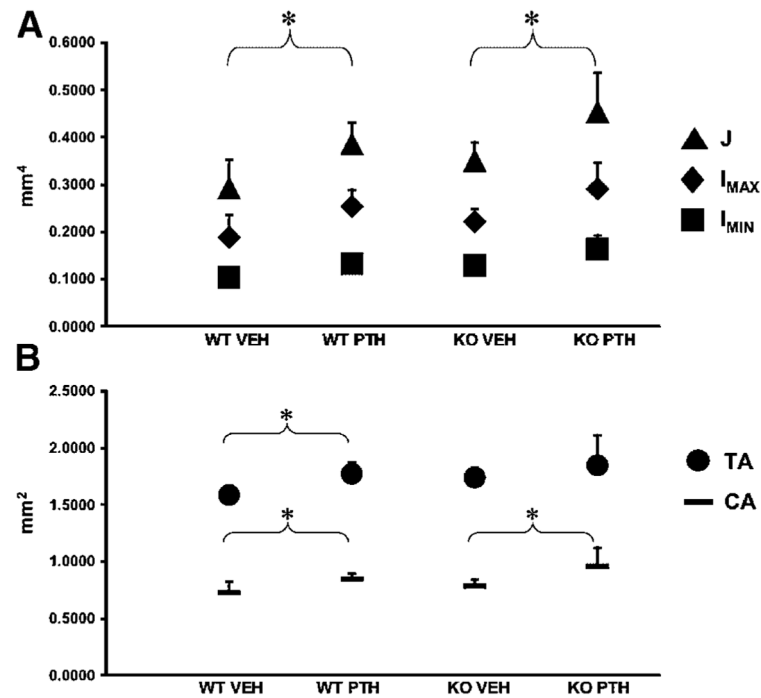 A
0.6000
0.5000
0.4000
0.3000
0.2000
0.1000
0.0000
mm⁴
*
*
J
I_MAX
I_MIN
WT VEH
WT PTH
KO VEH
KO PTH
B
2.5000
2.0000
1.5000
1.0000
0.5000
0.0000
mm²
*
*
*
TA
CA
WT VEH
WT PTH
KO VEH
KO PTH